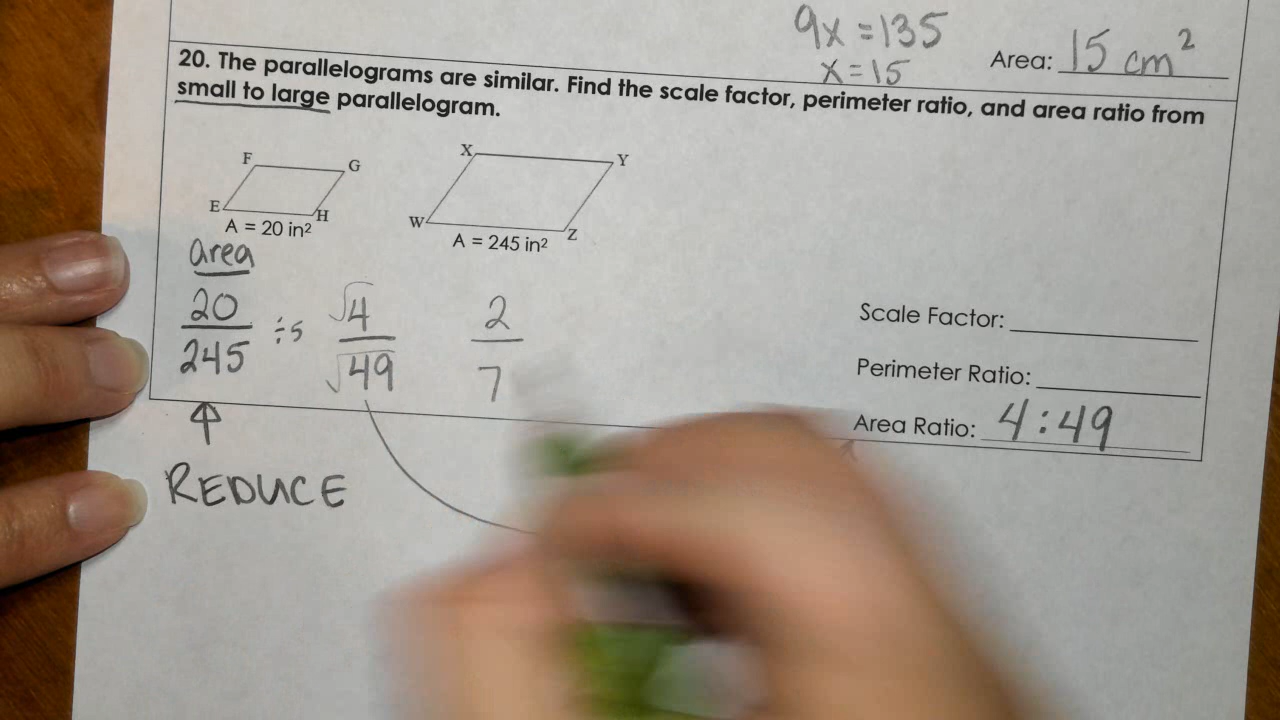 9x = 135
x = 15
Area: 15 cm²
20. The parallelograms are similar. Find the scale factor, perimeter ratio, and area ratio from
small to large parallelogram.
F G
E H
A = 20 in²
X Y
W Z
A = 245 in²
area
20
245
÷5
√4
√49
2
7
Scale Factor:
Perimeter Ratio:
Area Ratio: 4:49
REDUCE